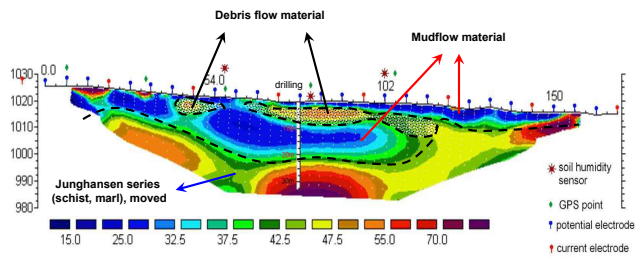 Debris flow material
Mudflow material
0.0
54.0
drilling
102
150
1030
1020
1010
1000
990
980
Junghansen series
(schist, marl), moved
soil humidity
sensor
GPS point
potential electrode
current electrode
15.0 25.0 32.5 37.5 42.5 47.5 55.0 70.0